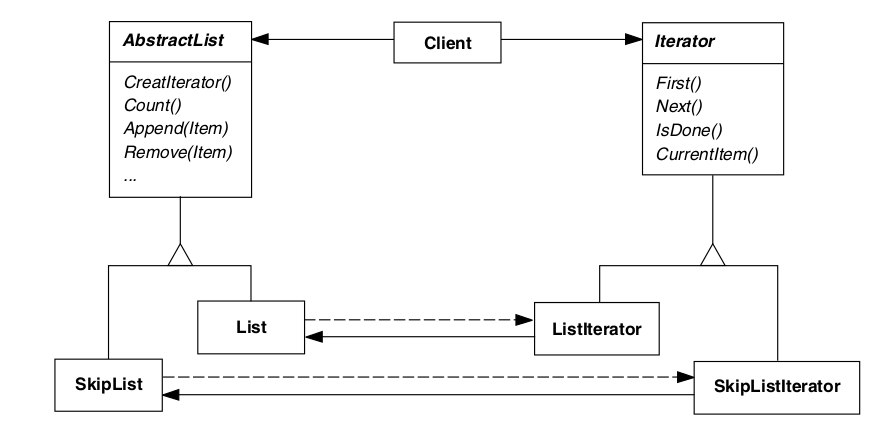 AbstractList
CreatIterator()
Count()
Append(Item)
Remove(Item)
...
Client
Iterator
First()
Next()
IsDone()
CurrentItem()
List
ListIterator
SkipList
SkipListIterator